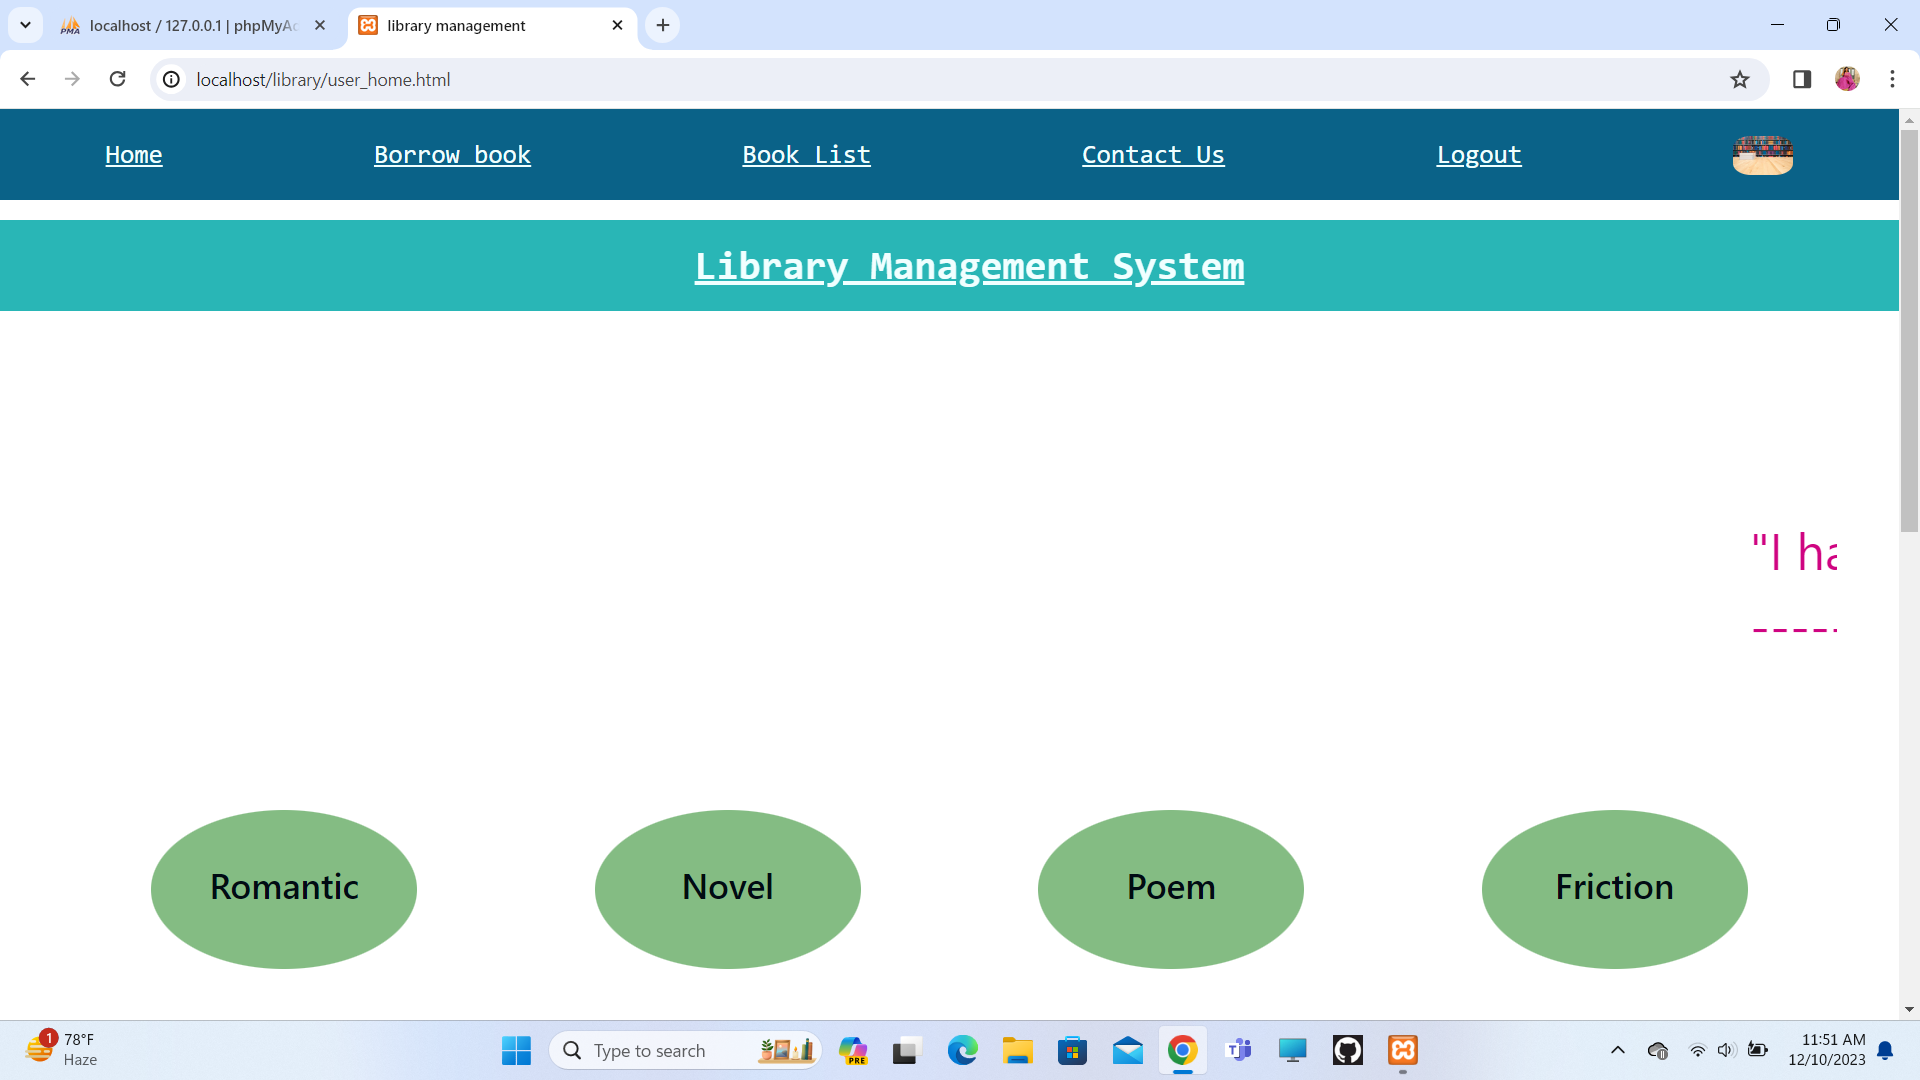 localhost / 127.0.0.1 | phpMyAc
library management
localhost/library/user_home.html
Home Borrow book Book List Contact Us Logout
Library Management System
"I ha
-----
Romantic Novel Poem Friction
1
78°F
Haze
Type to search
PRE
11:51 AM
12/10/2023